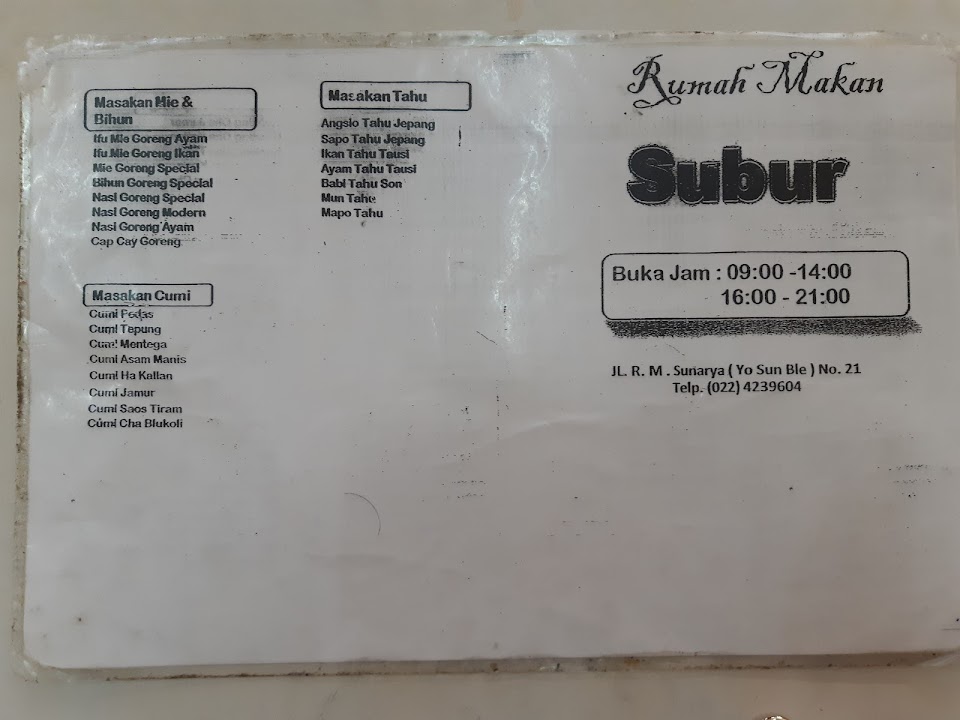 Masakan Mie &
Bihun
Ifu Mie Goreng Ayam
Ifu Mie Goreng Ikan
Mie Goreng Special
Bihun Goreng Special
Nasi Goreng Special
Nasi Goreng Modern
Nasi Goreng Ayam
Cap Cay Goreng
Masakan Cumi
Cumi Pedas
Cumi Tepung
Cumi Mentega
Cumi Asam Manis
Cumi Ha Kallan
Cumi Jamur
Cumi Saos Tiram
Cumi Cha Blukoli
Masakan Tahu
Angsio Tahu Jepang
Sapo Tahu Jepang
Ikan Tahu Tausi
Ayam Tahu Tausi
Babi Tahu Son
Mun Tahu
Mapo Tahu
Rumah Makan
Subur
Buka Jam : 09:00 -14:00
16:00 - 21:00
JL. R. M . Sunarya ( Yo Sun Ble ) No. 21
Telp. (022) 4239604